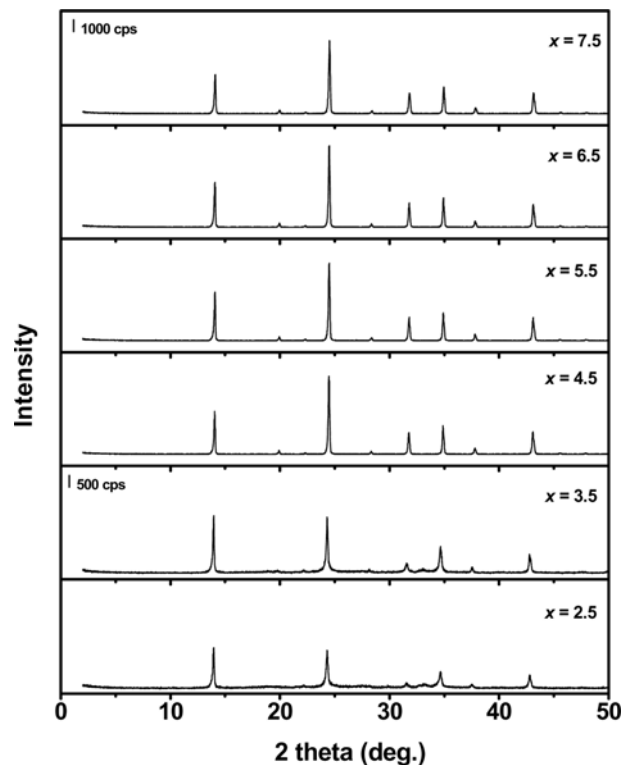 1000 cps
x = 7.5
x = 6.5
x = 5.5
x = 4.5
500 cps
x = 3.5
x = 2.5
Intensity
0 10 20 30 40 50
2 theta (deg.)